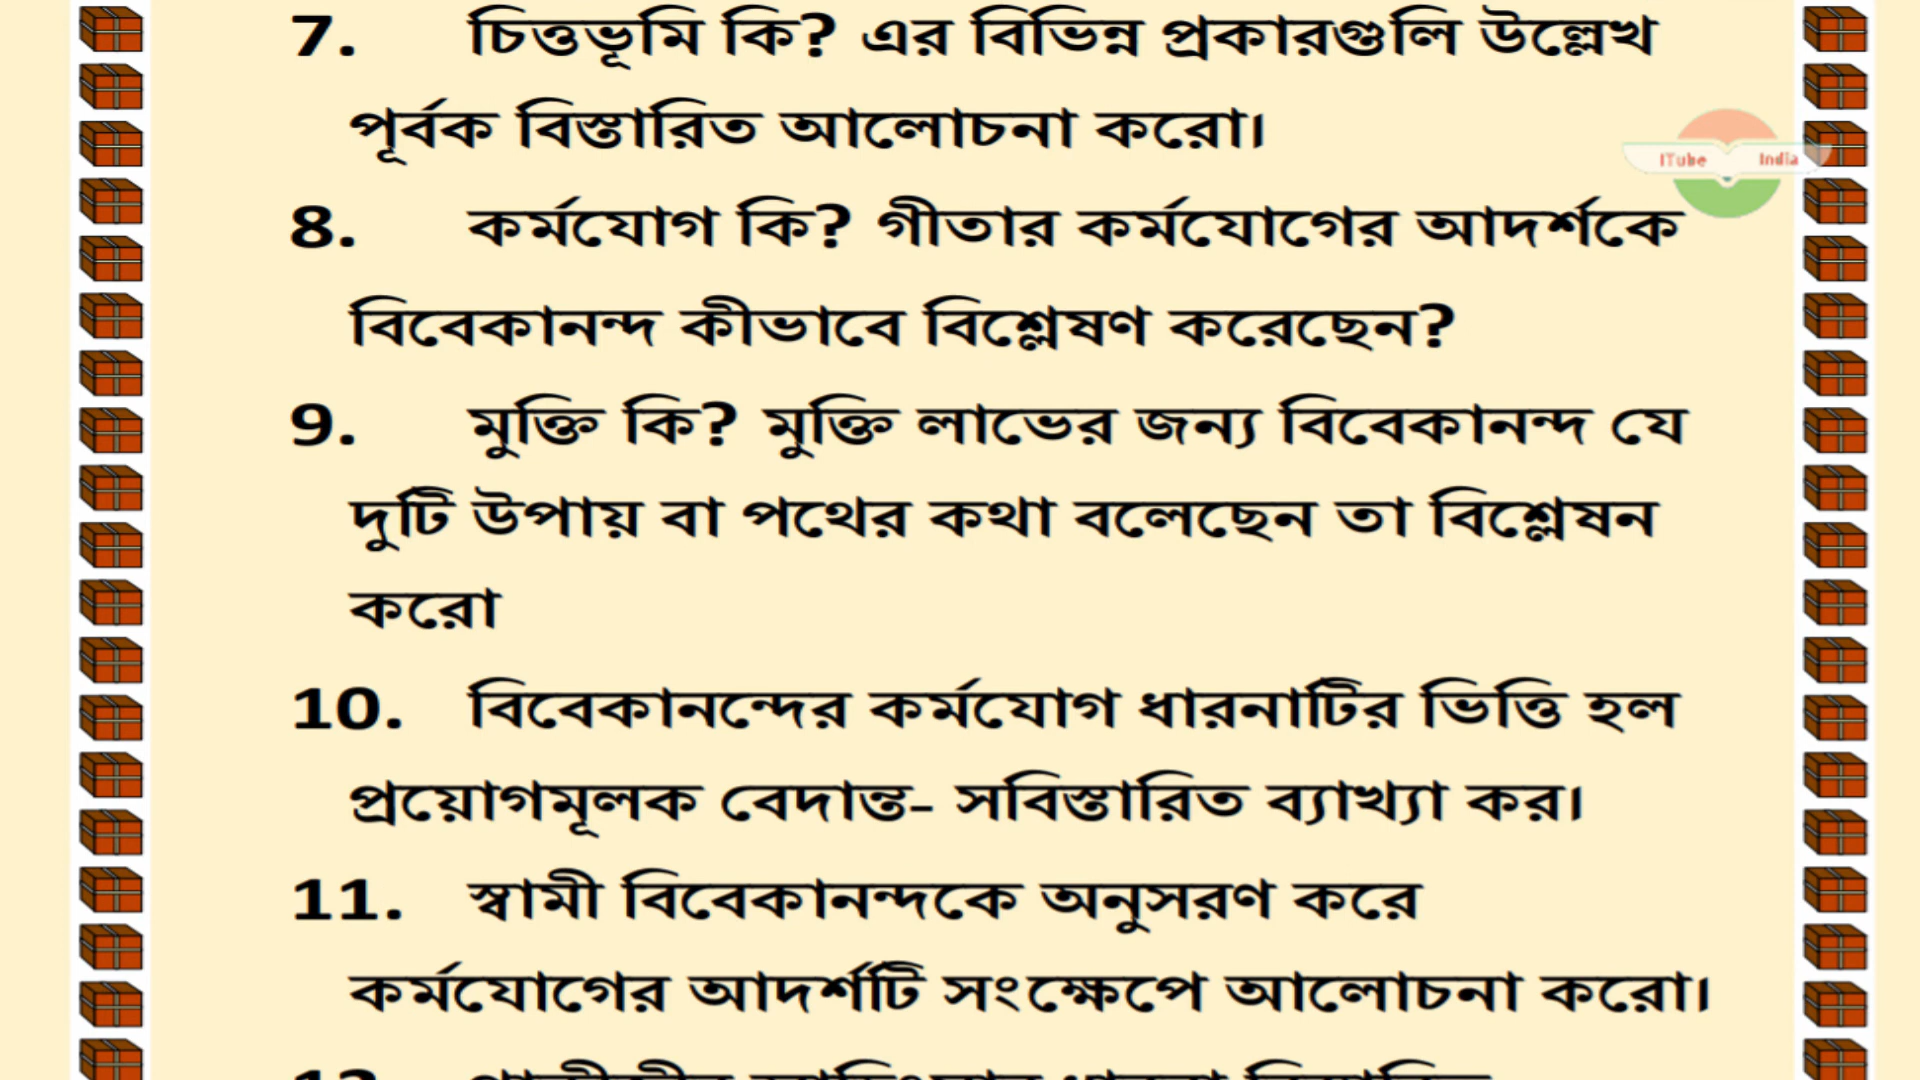 7. চিত্তভূমি কি? এর বিভিন্ন প্রকারগুলি উল্লেখ
পূর্বক বিস্তারিত আলোচনা করো।
ITube India
8. কর্মযোগ কি? গীতার কর্মযোগের আদর্শকে
বিবেকানন্দ কীভাবে বিশ্লেষণ করেছেন?
9. মুক্তি কি? মুক্তি লাভের জন্য বিবেকানন্দ যে
দুটি উপায় বা পথের কথা বলেছেন তা বিশ্লেষন
করো
10. বিবেকানন্দের কর্মযোগ ধারনাটির ভিত্তি হল
প্রয়োগমূলক বেদান্ত- সবিস্তারিত ব্যাখ্যা কর।
11. স্বামী বিবেকানন্দকে অনুসরণ করে
কর্মযোগের আদর্শটি সংক্ষেপে আলোচনা করো।